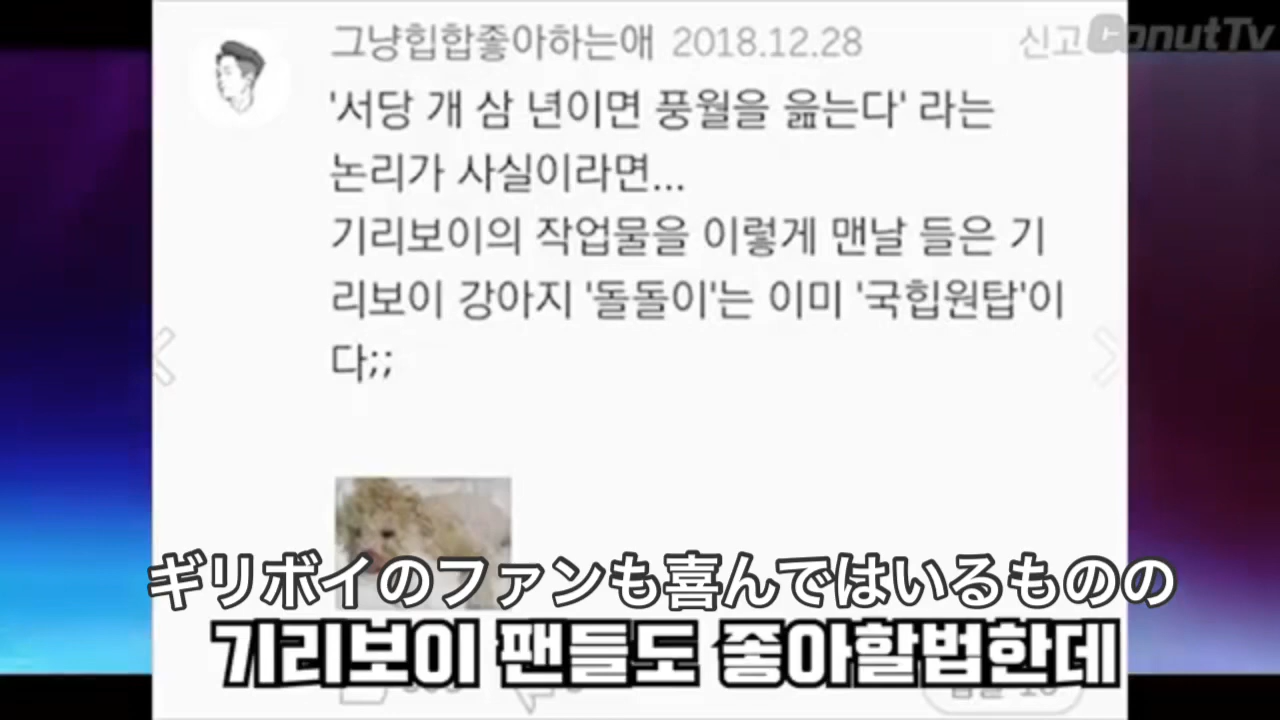 그냥힙합좋아하는애 2018.12.28 신고
ConutTv
'서당 개 삼 년이면 풍월을 읊는다' 라는
논리가 사실이라면...
기리보이의 작업물을 이렇게 맨날 들은 기
리보이 강아지 '돌돌이'는 이미 '국힙원탑'이
다;;
ギリボイのファンも喜んではいるものの
기리보이 팬들도 좋아할법한데